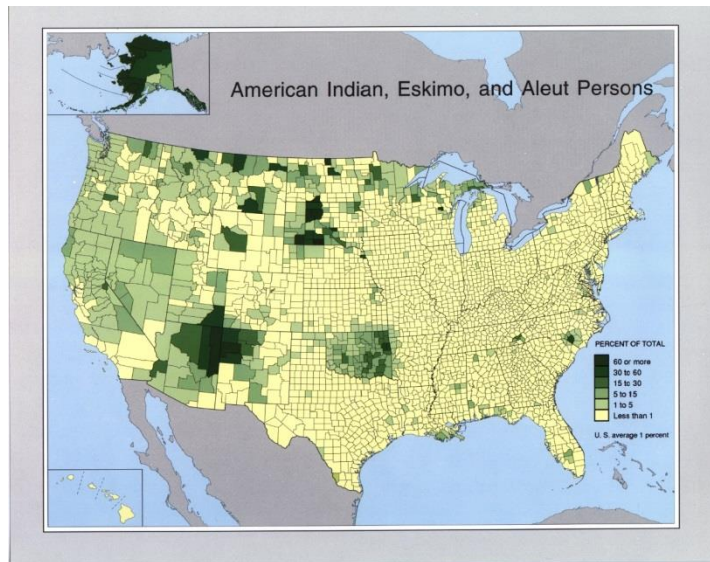 American Indian, Eskimo, and Aleut Persons
PERCENT OF TOTAL
60 or more
30 to 60
15 to 30
5 to 15
1 to 5
Less than 1
U. S. average 1 percent